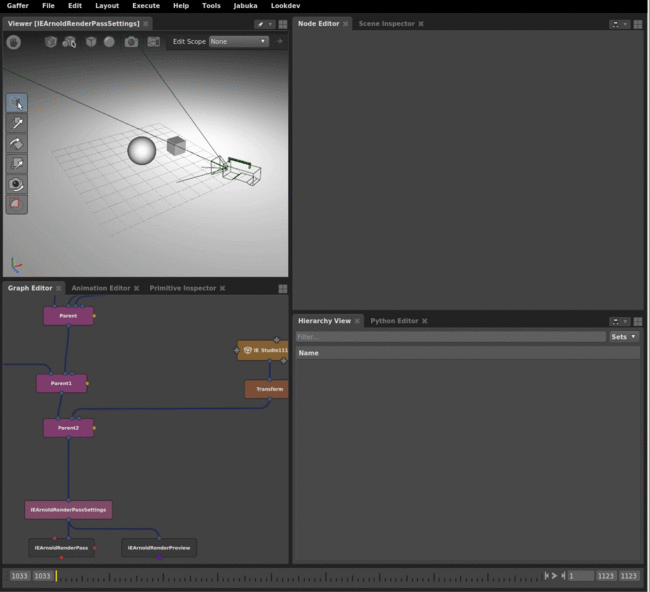 Gaffer File Edit Layout Execute Help Tools Jabuka Lookdev
Viewer [IEArnoldRenderPassSettings]
Edit Scope None
Node Editor Scene Inspector
Graph Editor Animation Editor Primitive Inspector
Parent
IE_Studio111
Parent1
Transform
Parent2
IEArnoldRenderPassSettings
IEArnoldRenderPass IEArnoldRenderPreview
Hierarchy View Python Editor
Filter... Sets
Name
1033 1033 1 1123 1123